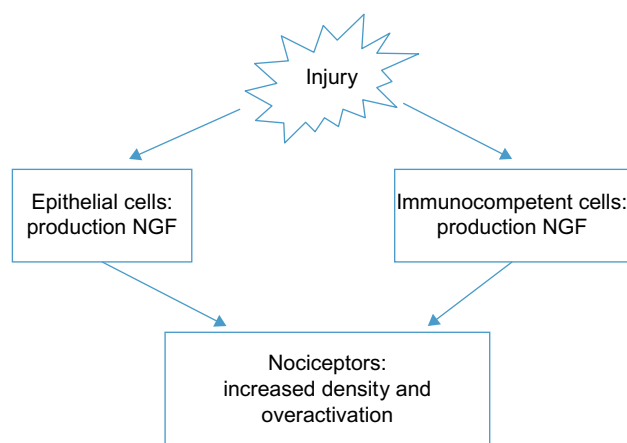 Injury
Epithelial cells:
production NGF
Immunocompetent cells:
production NGF
Nociceptors:
increased density and
overactivation